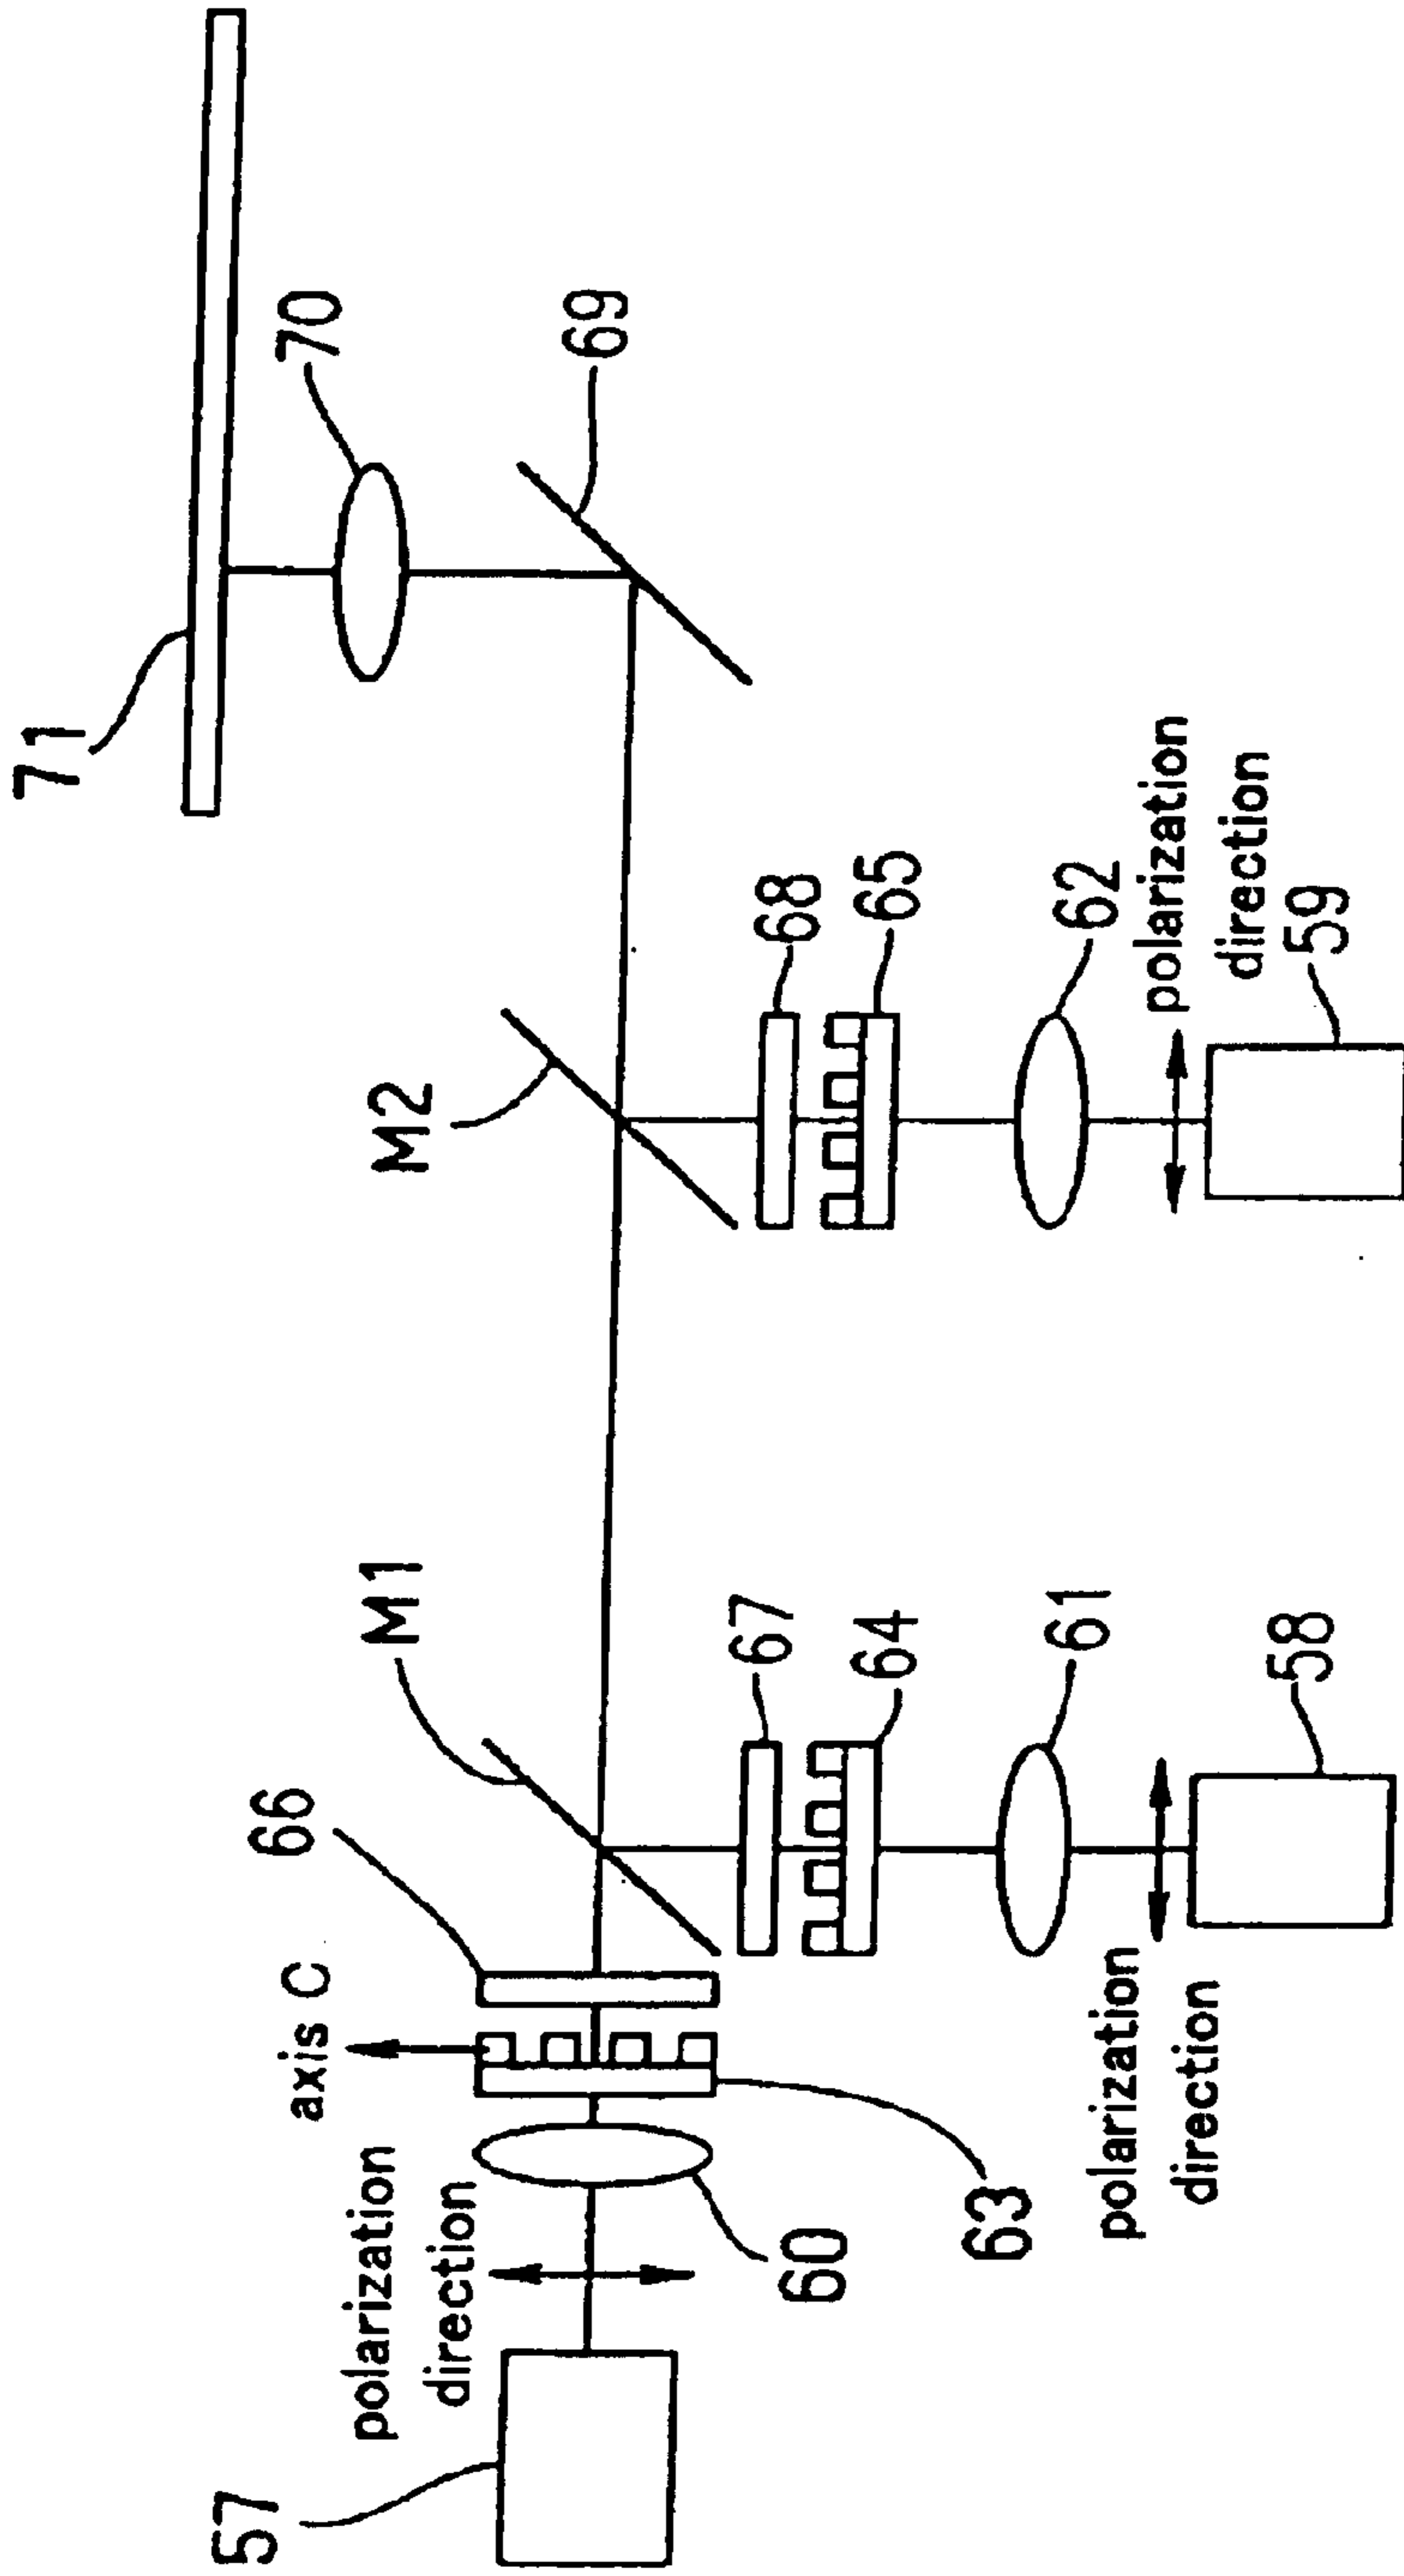 71
57
axis C
66
70
polarization
direction
M1
M2
69
67
68
60
64
65
63
61
62
polarization
direction
polarization
direction
58
59